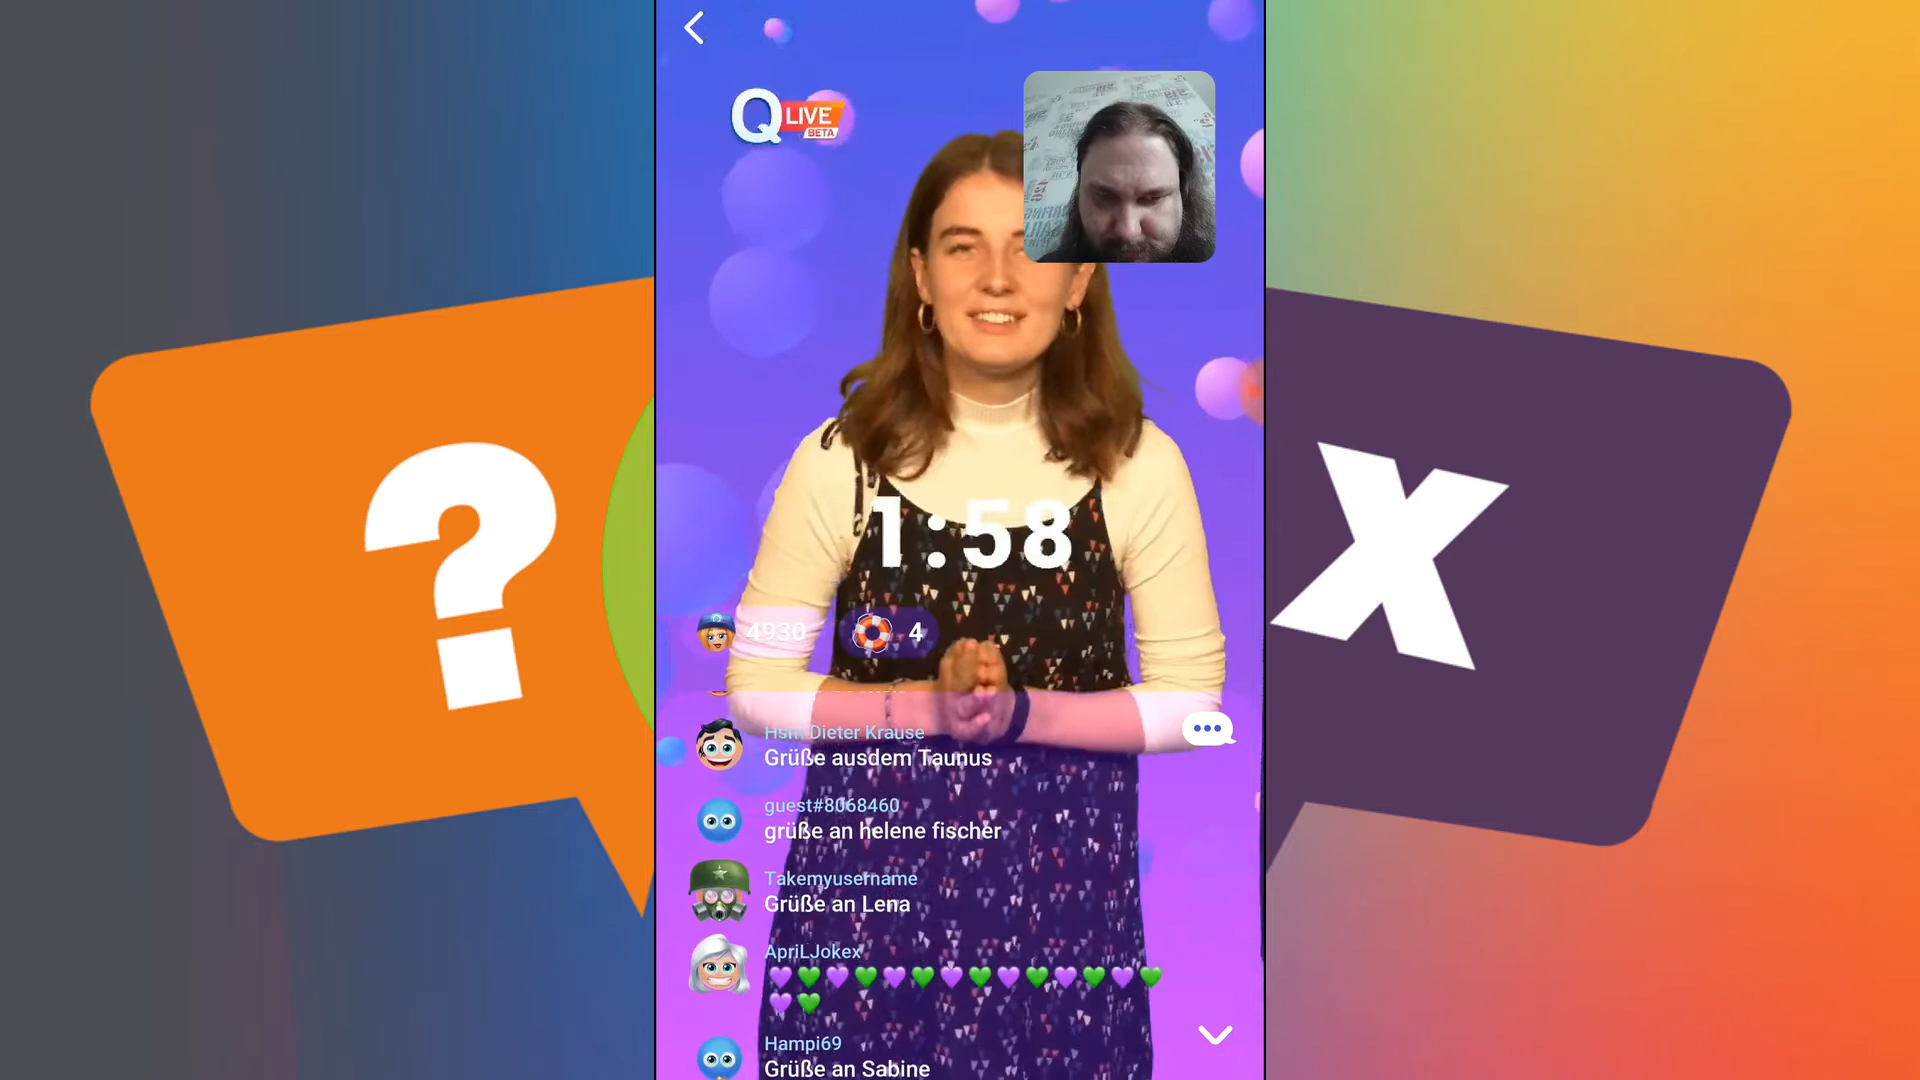 Q LIVE
BETA
?
X
1:58
4930
4
Hsm Dieter Krause
Grüße ausdem Taunus
guest#8068460
grüße an helene fischer
Takemyusername
Grüße an Lena
ApriLJokex
💜💚💜💚💜💚💜💚💜💚💜💚💜💚
💜💚
Hampi69
Grüße an Sabine